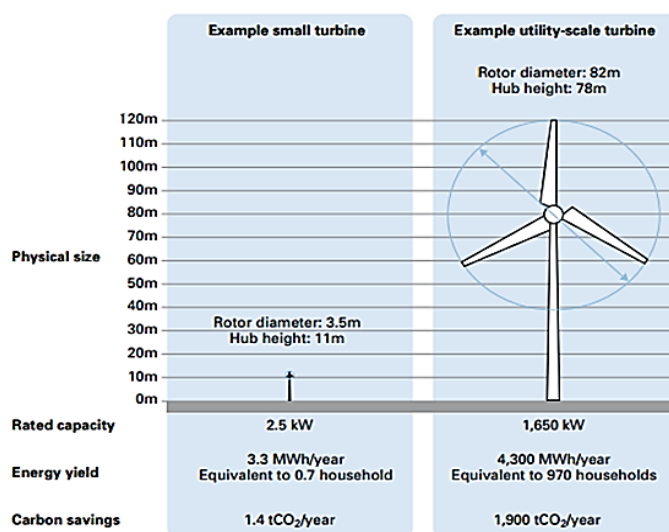 Example small turbine
Example utility-scale turbine
Rotor diameter: 82m
Hub height: 78m
120m
110m
100m
90m
80m
70m
Physical size
60m
50m
40m
30m
20m
10m
0m
Rotor diameter: 3.5m
Hub height: 11m
Rated capacity
2.5 kW
1,650 kW
Energy yield
3.3 MWh/year
Equivalent to 0.7 household
4,300 MWh/year
Equivalent to 970 households
Carbon savings
1.4 tCO₂/year
1,900 tCO₂/year